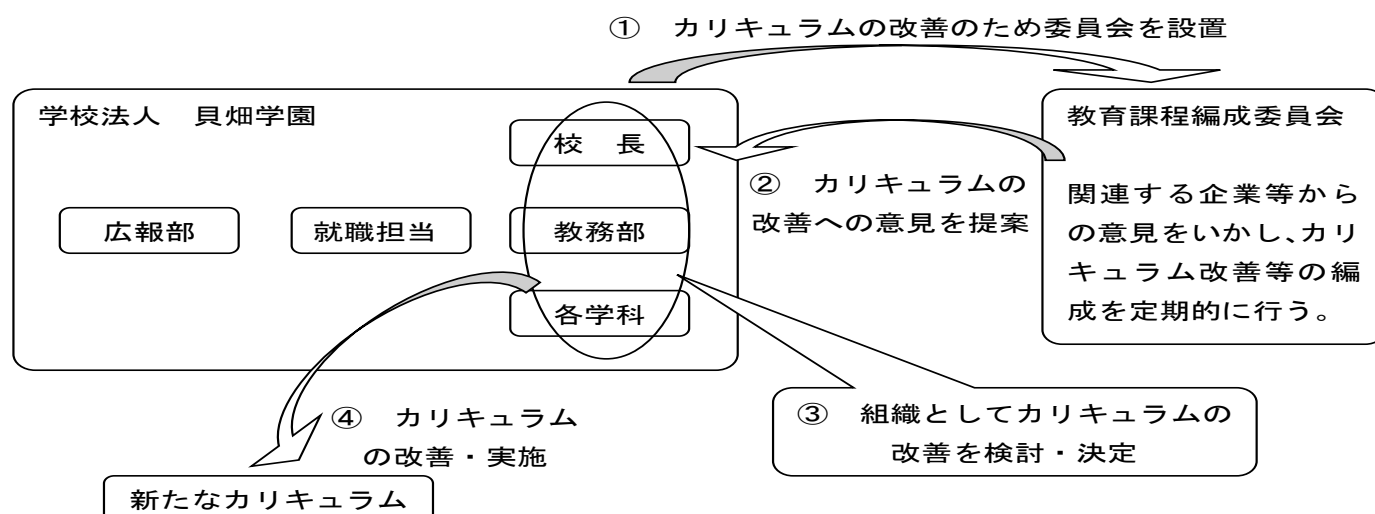 ① カリキュラムの改善のため委員会を設置
学校法人 貝畑学園
校 長
広報部
就職担当
教務部
各学科
教育課程編成委員会
関連する企業等から
の意見をいかし､カリ
キュラム改善等の編
成を定期的に行う。
② カリキュラムの
改善への意見を提案
③ 組織としてカリキュラムの
改善を検討・決定
④ カリキュラム
の改善・実施
新たなカリキュラム